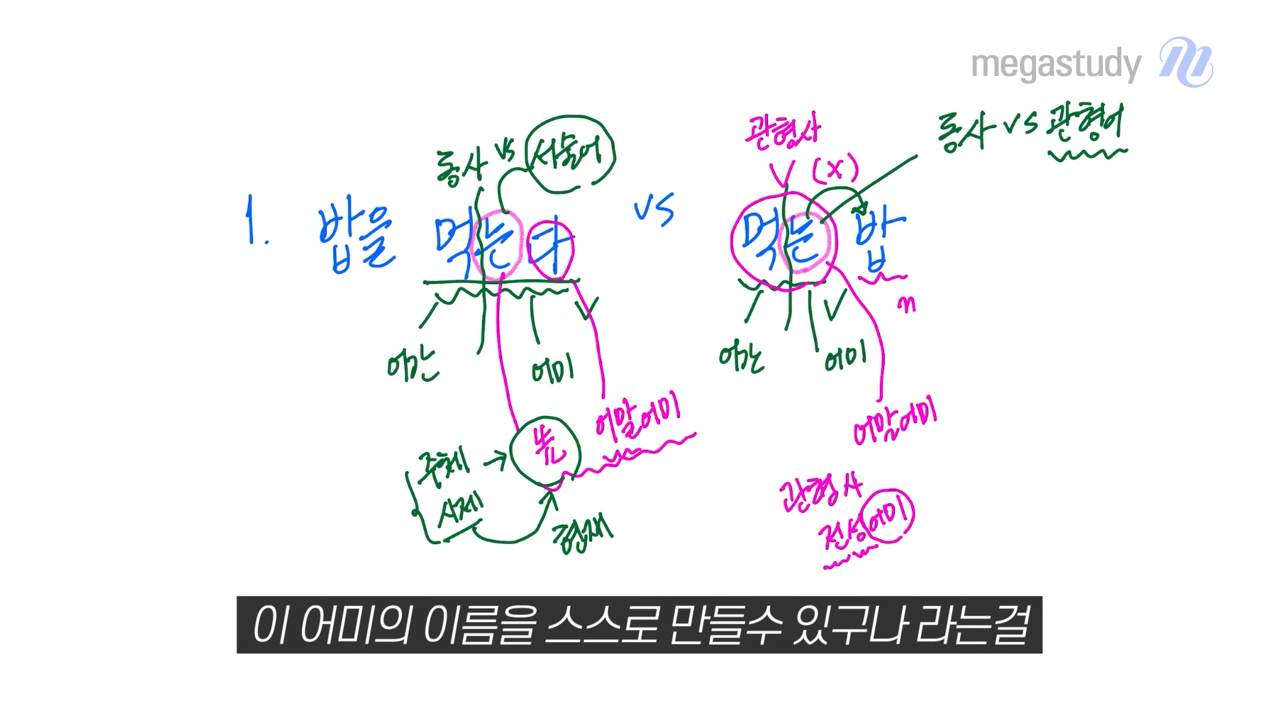 megastudy
관형사
동사 vs 관형어
동사 vs 서술어
(x)
1. 밥을 먹는다 vs 먹는 밥
n
어간 어미
어간 어미
어말어미
어말어미
주체
시제
현재
관형사
전성어미
이 어미의 이름을 스스로 만들수 있구나 라는걸